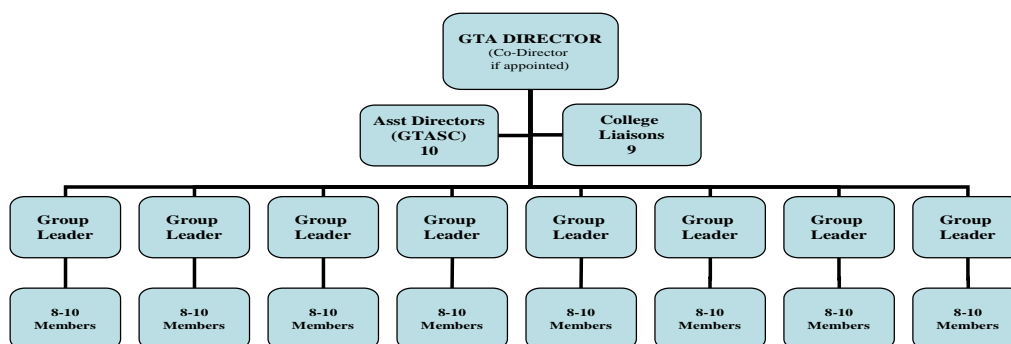 GTA DIRECTOR
(Co-Director
if appointed)
Asst Directors
(GTASC)
10
College
Liaisons
9
Group
Leader
Group
Leader
Group
Leader
Group
Leader
Group
Leader
Group
Leader
Group
Leader
Group
Leader
8-10
Members
8-10
Members
8-10
Members
8-10
Members
8-10
Members
8-10
Members
8-10
Members
8-10
Members